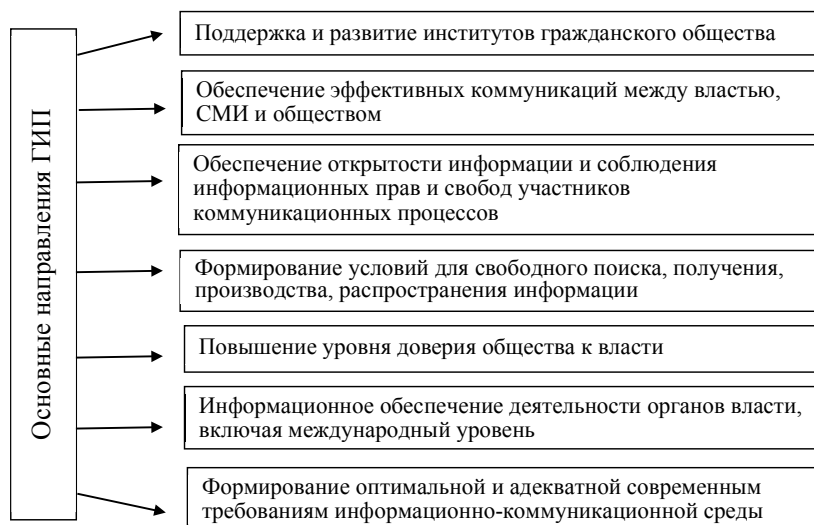 Основные направления ГИП
Поддержка и развитие институтов гражданского общества
Обеспечение эффективных коммуникаций между властью,
СМИ и обществом
Обеспечение открытости информации и соблюдения
информационных прав и свобод участников
коммуникационных процессов
Формирование условий для свободного поиска, получения,
производства, распространения информации
Повышение уровня доверия общества к власти
Информационное обеспечение деятельности органов власти,
включая международный уровень
Формирование оптимальной и адекватной современным
требованиям информационно-коммуникационной среды